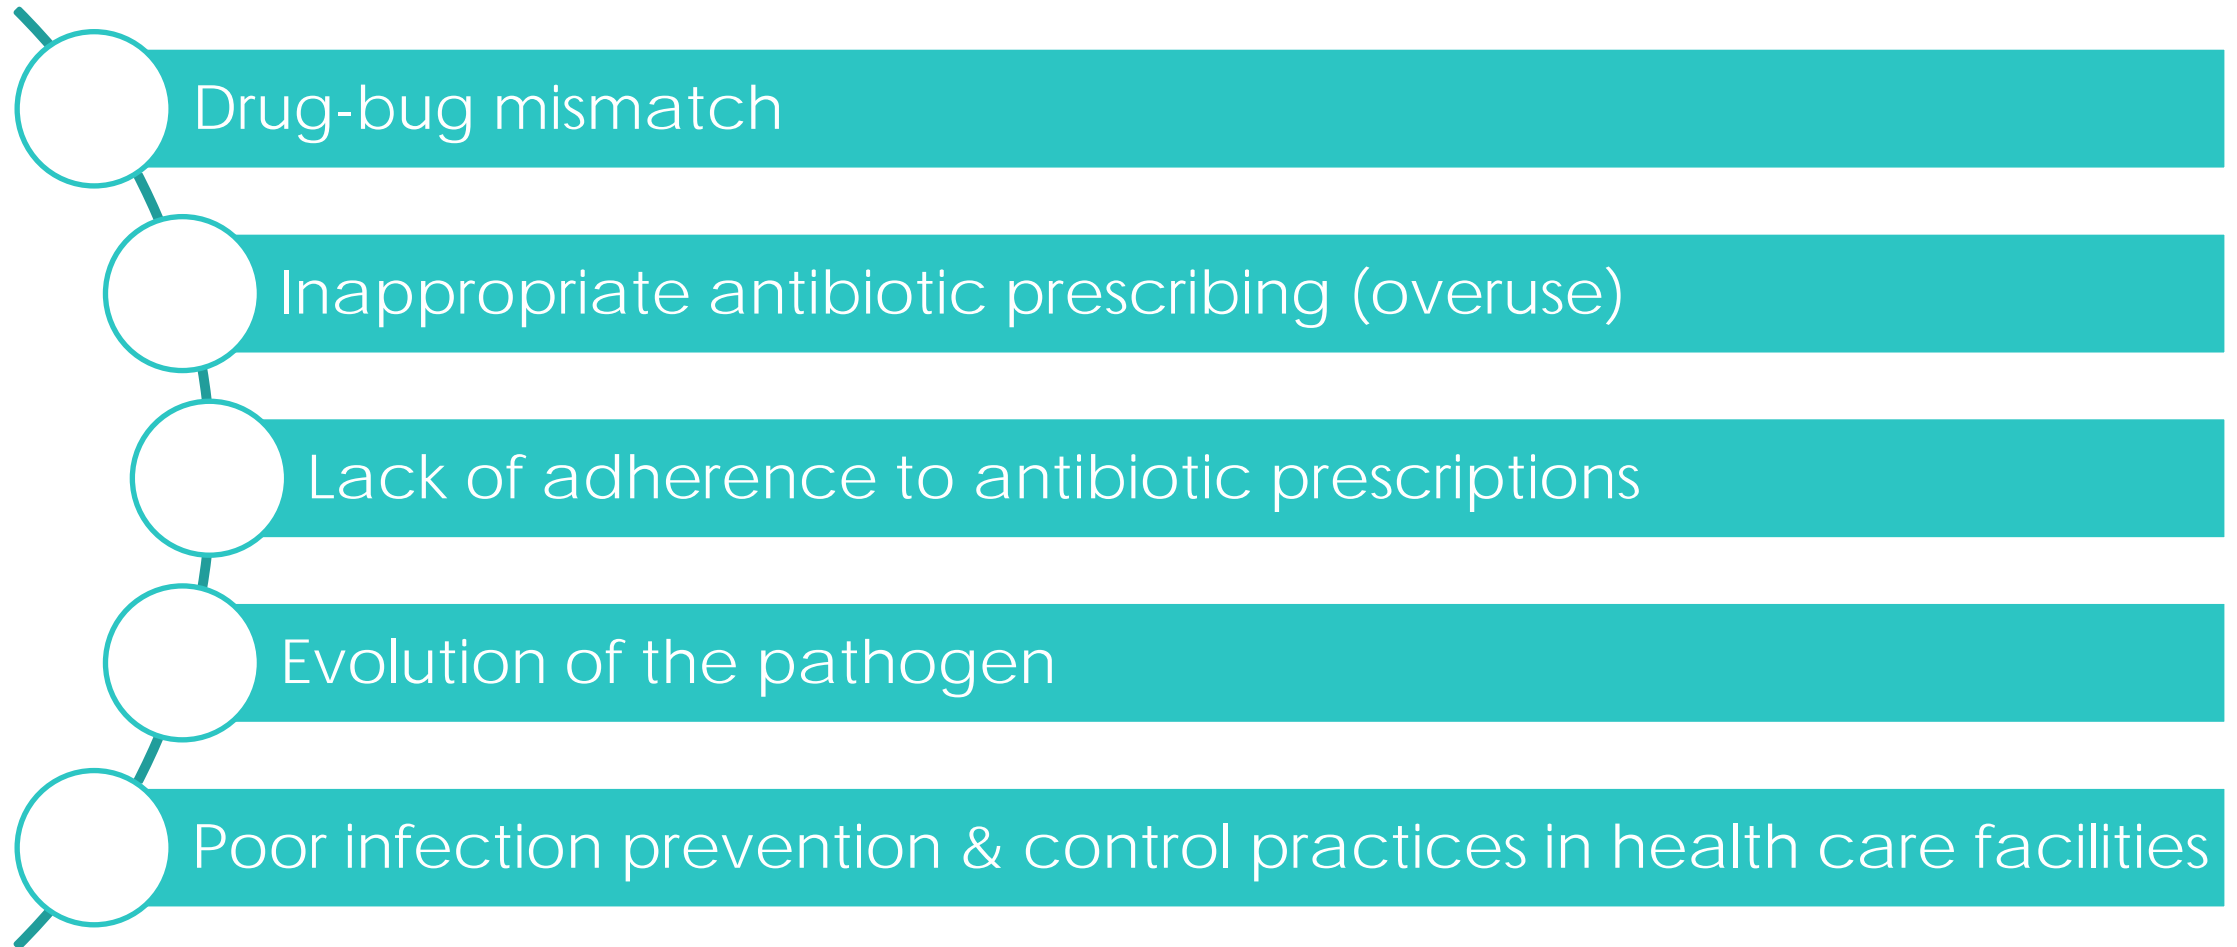 Drug-bug mismatch
Inappropriate antibiotic prescribing (overuse)
Lack of adherence to antibiotic prescriptions
Evolution of the pathogen
Poor infection prevention & control practices in health care facilities